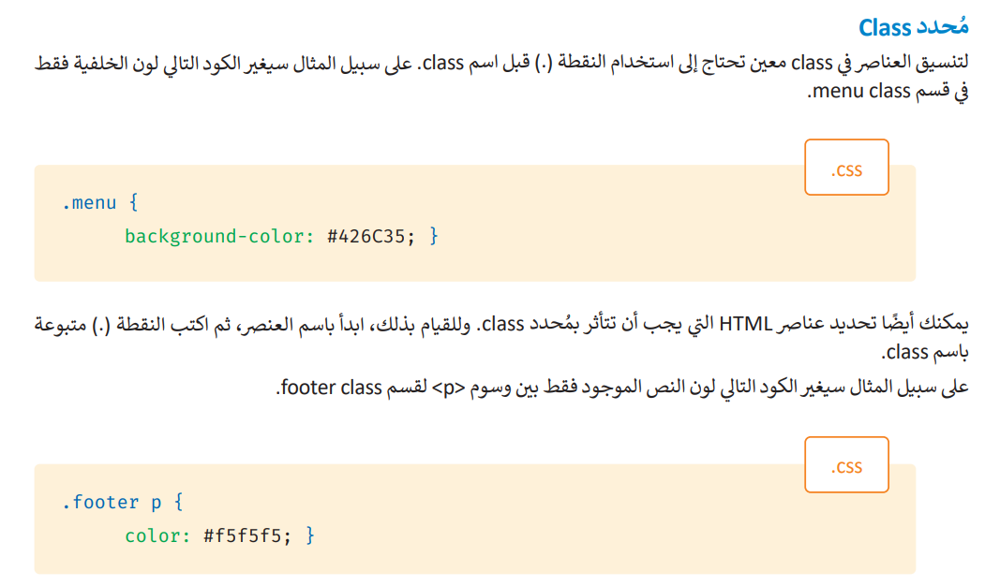 مُحدد Class
لتنسيق العناصر في class معين تحتاج إلى استخدام النقطة (.) قبل اسم class. على سبيل المثال سيغير الكود التالي لون الخلفية فقط
في قسم menu class.
.css
.menu {
background-color: #426C35; }
يمكنك أيضًا تحديد عناصر HTML التي يجب أن تتأثر بمُحدد class. وللقيام بذلك، ابدأ باسم العنصر، ثم اكتب النقطة (.) متبوعة
باسم class.
على سبيل المثال سيغير الكود التالي لون النص الموجود فقط بين وسوم <p> لقسم footer class.
.css
.footer p {
color: #f5f5f5; }